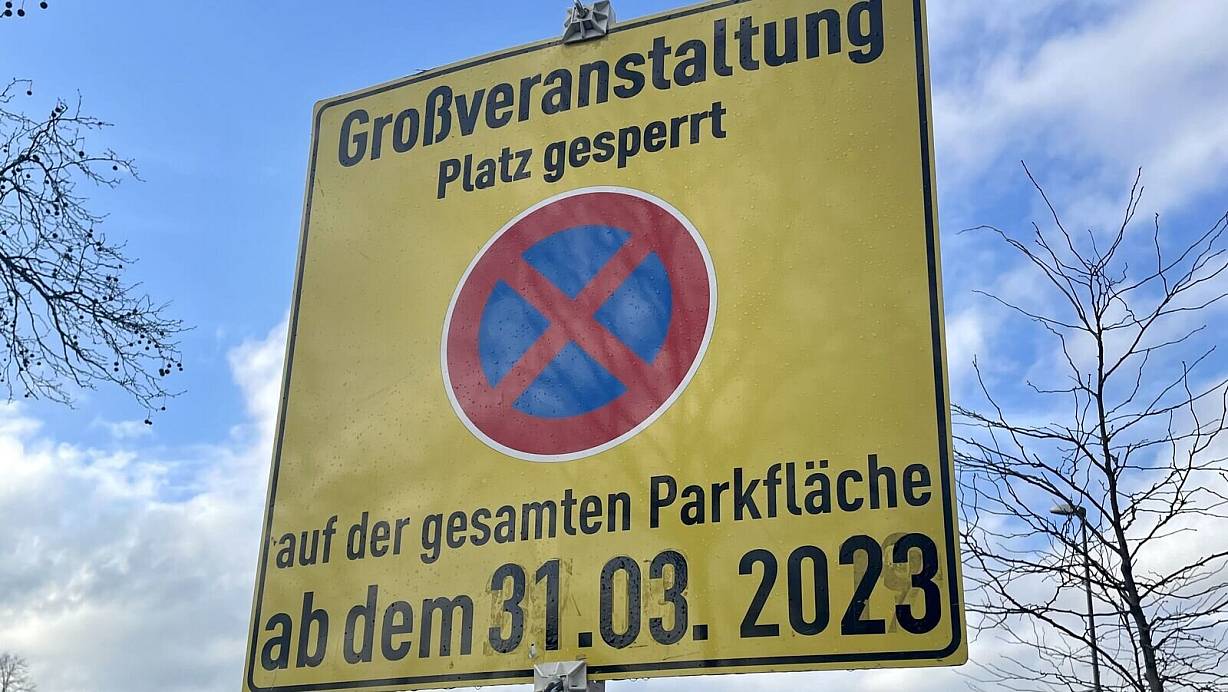 Großveranstaltung
Platz gesperrt
auf der gesamten Parkfläche
ab dem 31.03. 2023